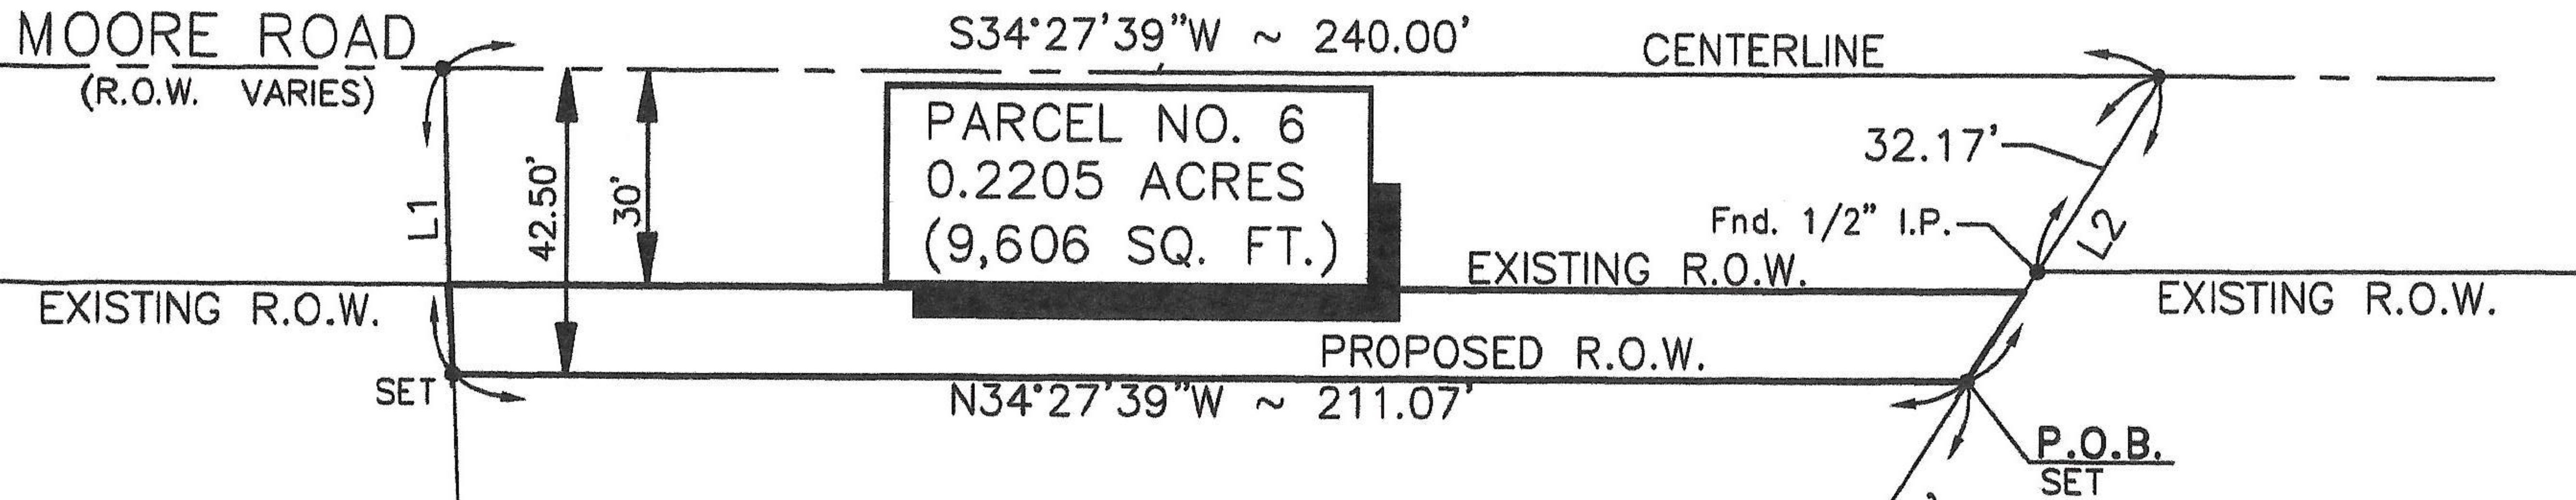 MOORE ROAD
(R.O.W. VARIES)
S34°27'39"W ~ 240.00'
CENTERLINE
PARCEL NO. 6
0.2205 ACRES
(9,606 SQ. FT.)
32.17'
L1
42.50'
30'
Fnd. 1/2" I.P.
L2
EXISTING R.O.W.
EXISTING R.O.W.
EXISTING R.O.W.
PROPOSED R.O.W.
SET
N34°27'39"W ~ 211.07'
P.O.B.
SET